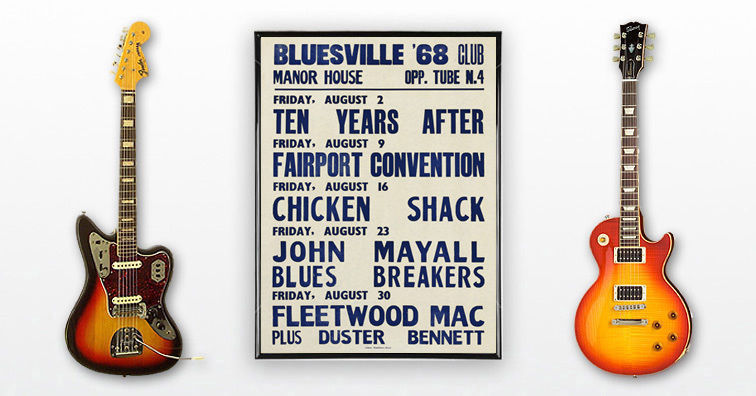 BLUESVILLE '68 CLUB
MANOR HOUSE OPP. TUBE N.4
FRIDAY, AUGUST 2
TEN YEARS AFTER
FRIDAY, AUGUST 9
FAIRPORT CONVENTION
FRIDAY, AUGUST 16
CHICKEN SHACK
FRIDAY, AUGUST 23
JOHN MAYALL
BLUES BREAKERS
FRIDAY, AUGUST 30
FLEETWOOD MAC
PLUS DUSTER BENNETT